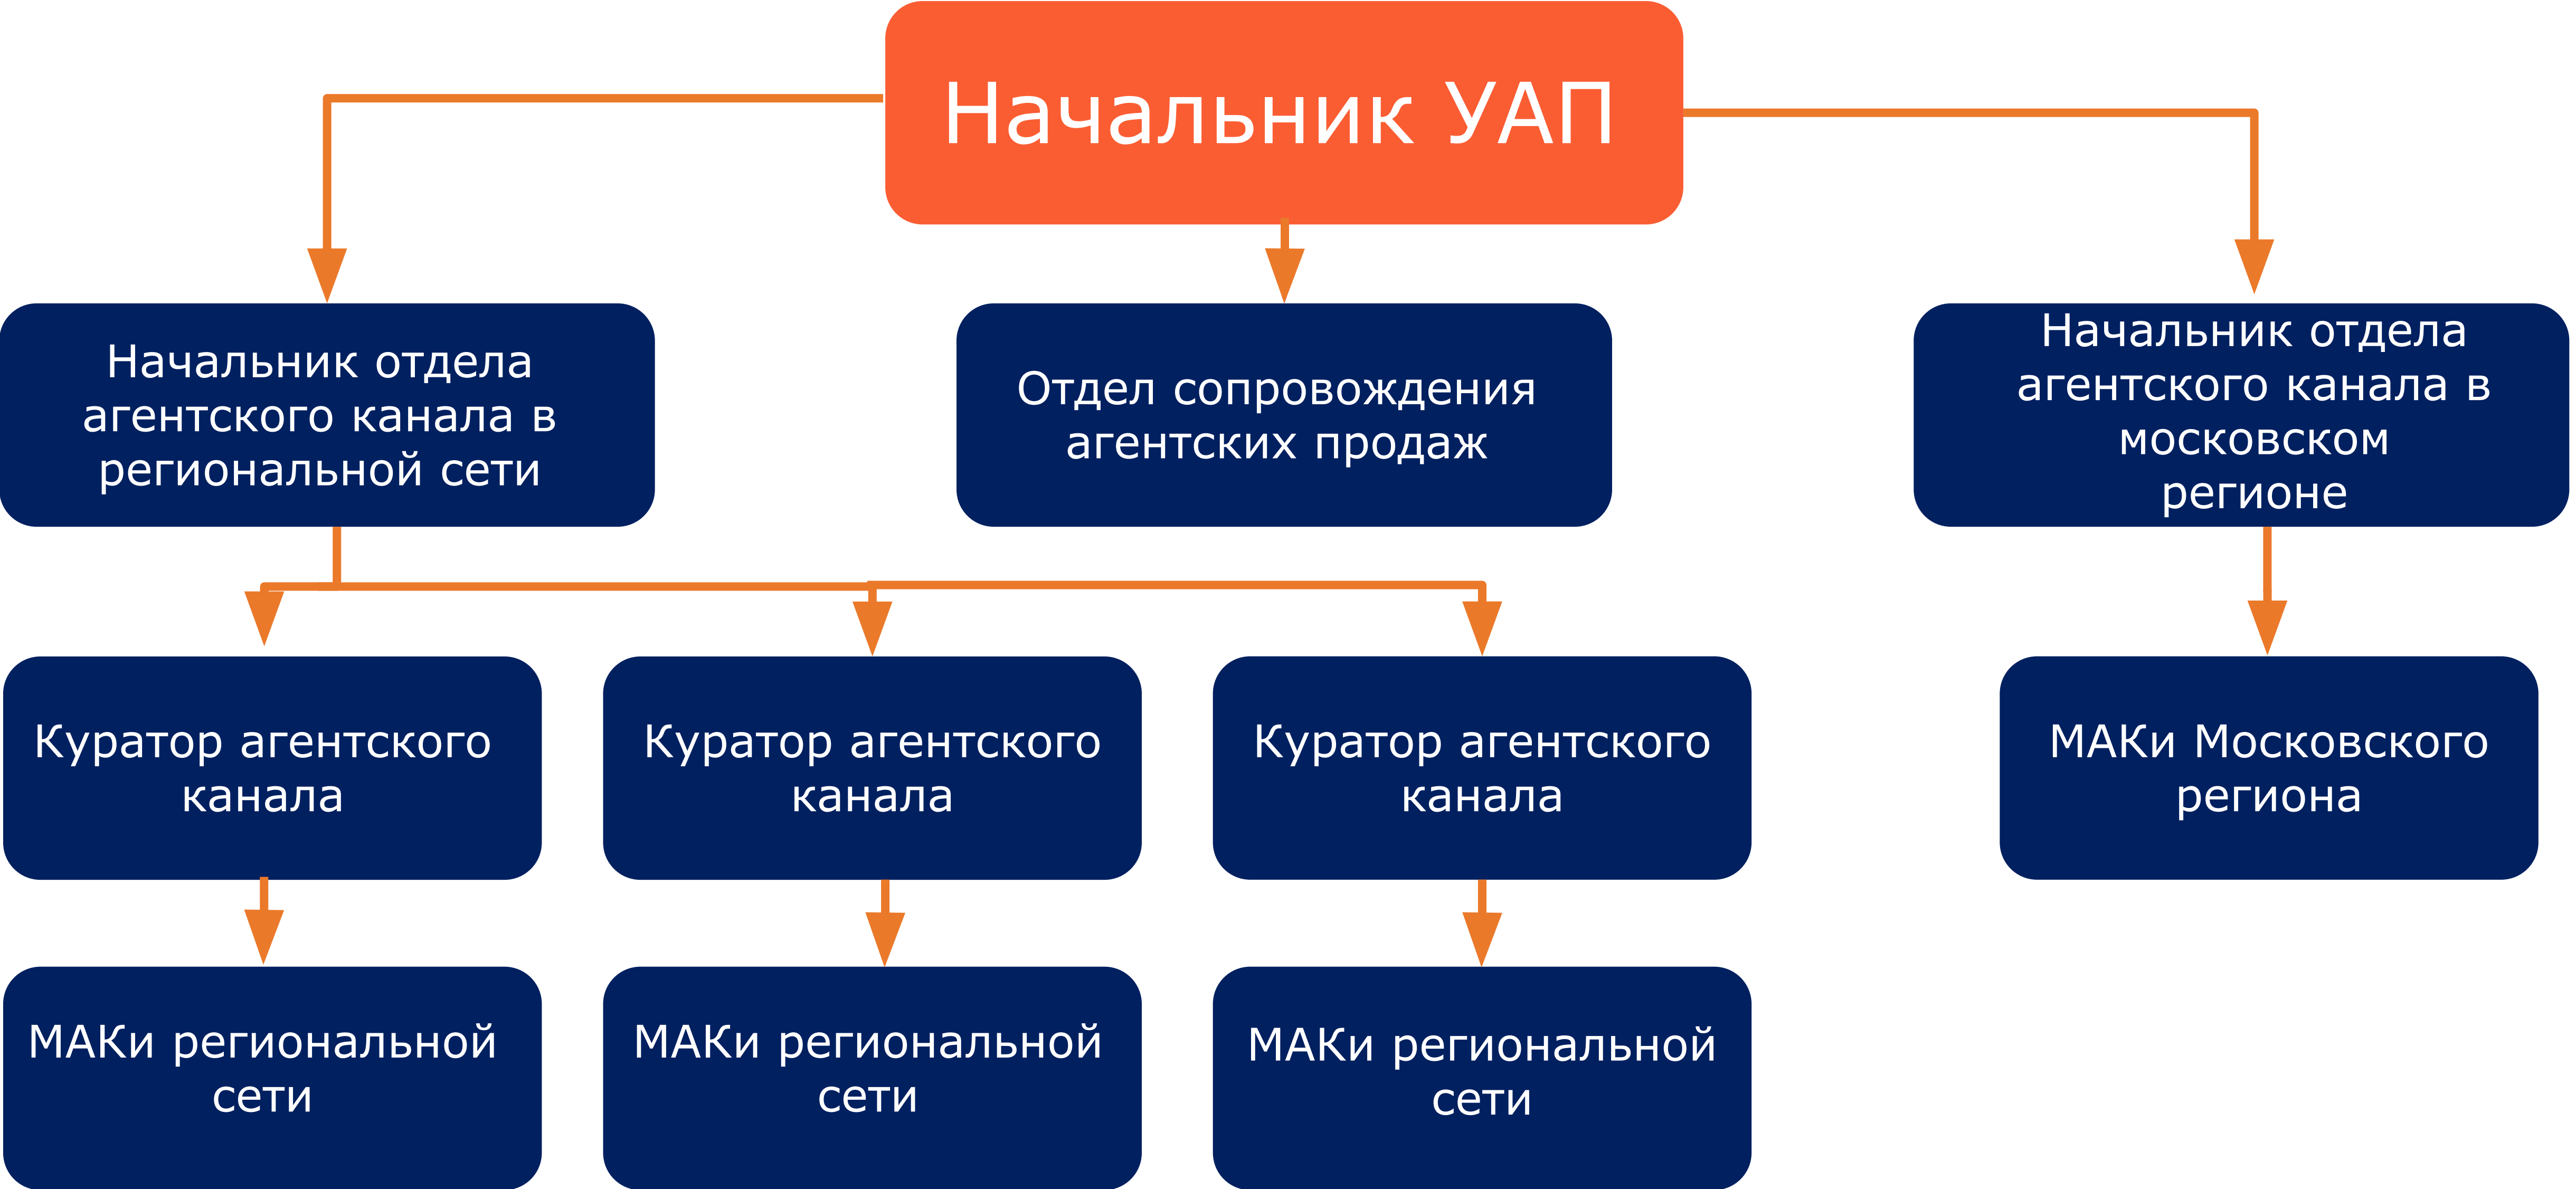 Начальник УАП
Начальник отдела
агентского канала в
региональной сети
Отдел сопровождения
агентских продаж
Начальник отдела
агентского канала в
московском
регионе
Куратор агентского
канала
Куратор агентского
канала
Куратор агентского
канала
МАКи Московского
региона
МАКи региональной
сети
МАКи региональной
сети
МАКи региональной
сети